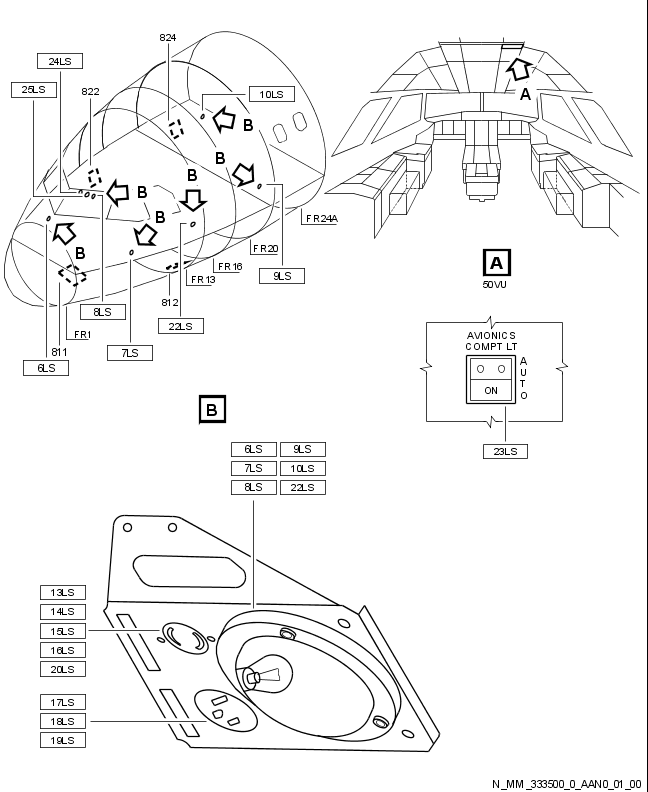 824
24LS
25LS
822
10LS
B
B
B
B
B
B
A
FR24A
FR20
9LS
FR16
FR13
812
8LS
22LS
FR1
811
7LS
6LS
A
50VU
AVIONICS
COMPT LT
AUTO
ON
23LS
B
6LS 9LS
7LS 10LS
8LS 22LS
13LS
14LS
15LS
16LS
20LS
17LS
18LS
19LS
N_MM_333500_0_AAN0_01_00